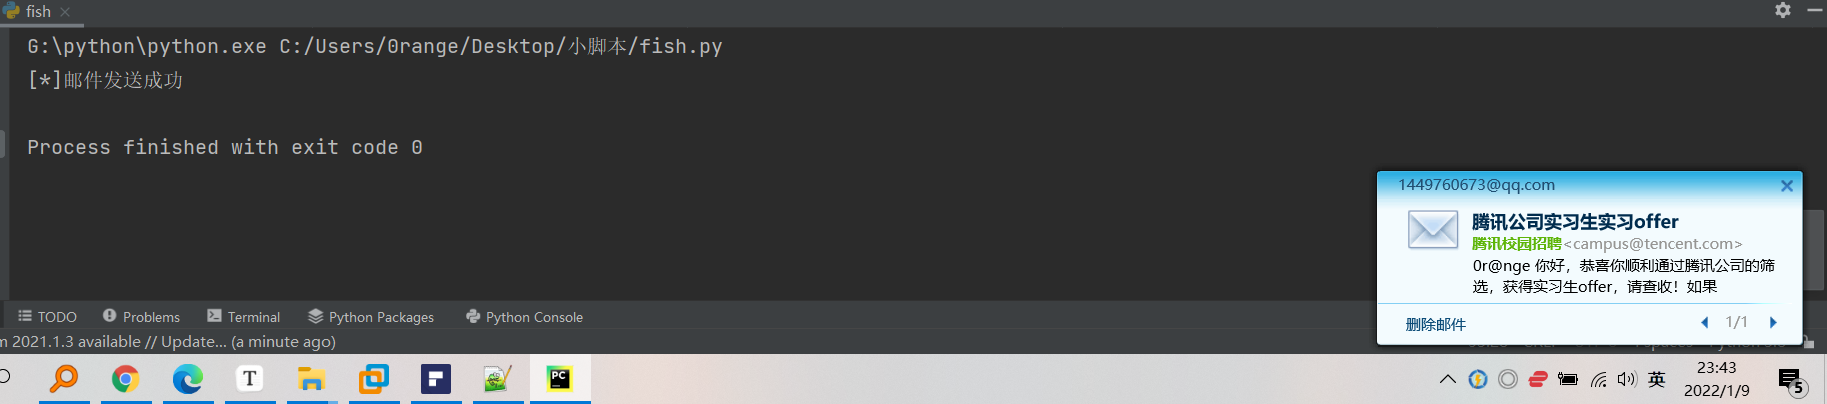 fish
G:\python\python.exe C:/Users/0range/Desktop/小脚本/fish.py
[*]邮件发送成功
Process finished with exit code 0
1449760673@qq.com
腾讯公司实习生实习offer
腾讯校园招聘<campus@tencent.com>
0r@nge 你好，恭喜你顺利通过腾讯公司的筛
选，获得实习生offer，请查收！如果
删除邮件
1/1
TODO
Problems
Terminal
Python Packages
Python Console
m 2021.1.3 available // Update... (a minute ago)
T
F
PC
英
23:43
2022/1/9
5